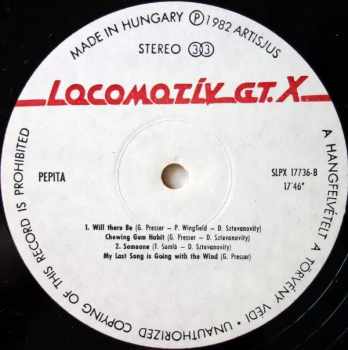 MADE IN HUNGARY Ⓟ 1982 ARTISJUS
STEREO 33
LOCOMOTÍV GT. X.
PEPITA
SLPX 17736-B
17'46"
1. Will there Be (G. Presser – P. Wingfield – D. Sztevanovity)
Chewing Gum Habit (G. Presser – D. Sztevanovity)
2. Someone (T. Somló – D. Sztevanovity)
My Last Song is Going with the Wind (G. Presser)
A HANGFELVÉTELT A TÖRVÉNY VÉDI • UNAUTHORIZED COPYING OF THIS RECORD IS PROHIBITED